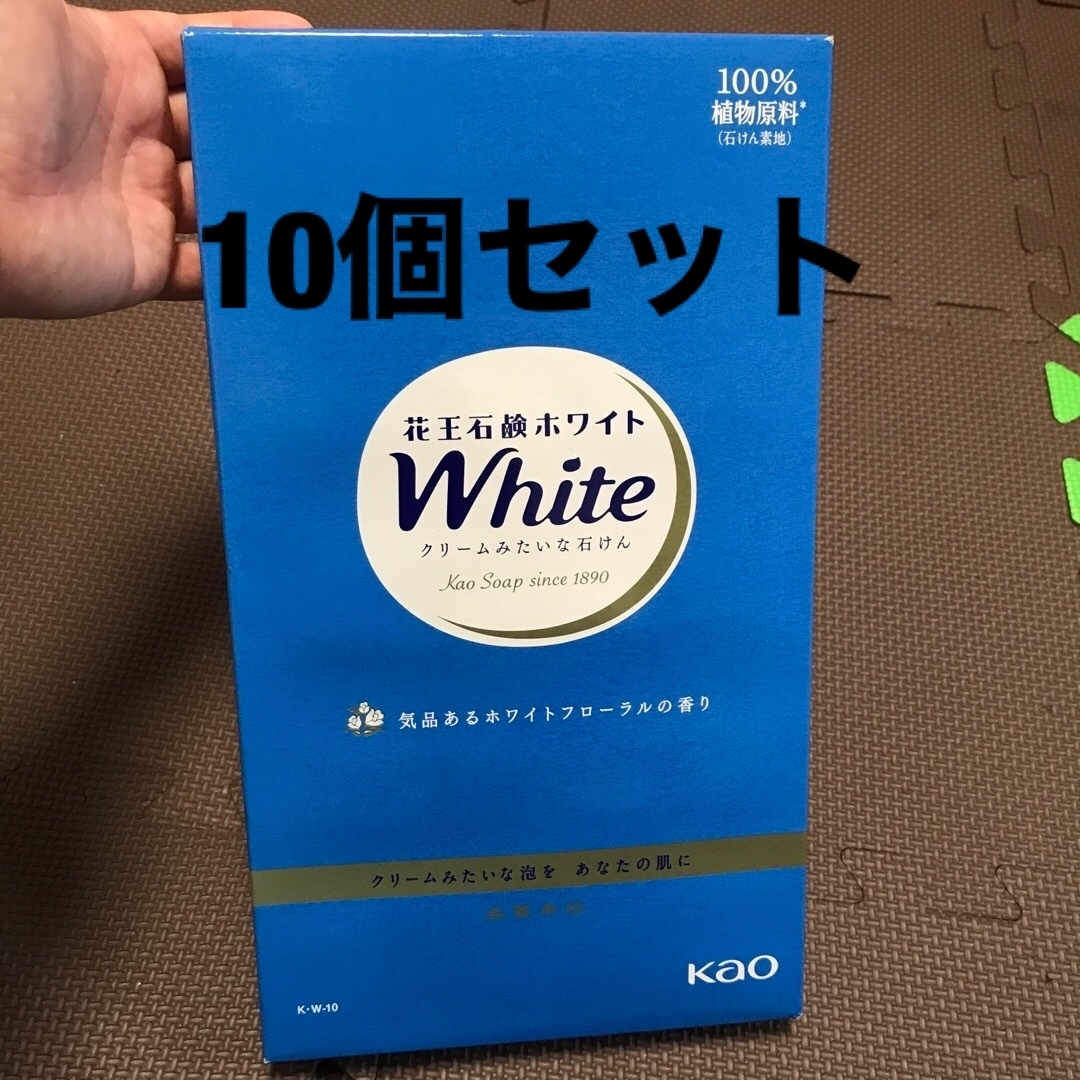 100%
植物原料*
(石けん素地)
10個セット
花王石鹸ホワイト
White
クリームみたいな石けん
Kao Soap since 1890
気品あるホワイトフローラルの香り
クリームみたいな泡を あなたの肌に
Kao
K・W-10